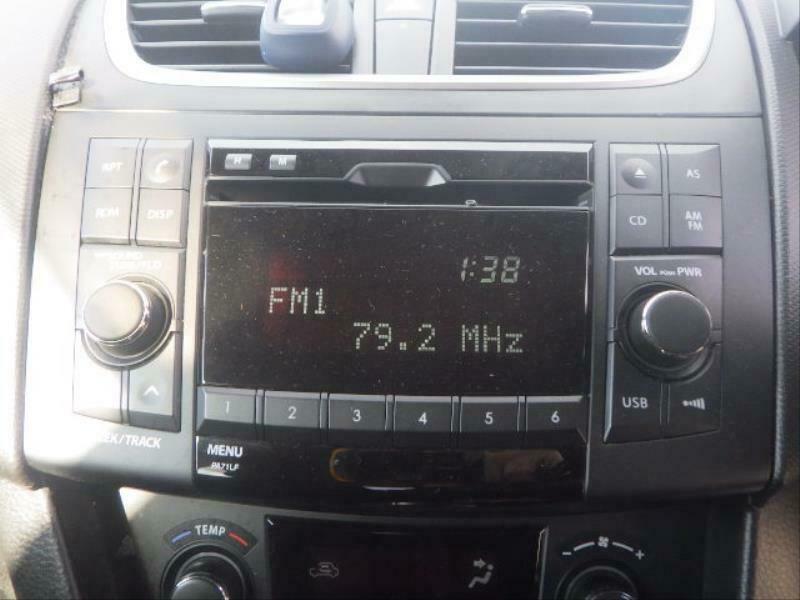 RPT
RDM DISP
H M
AS
CD AM FM
1:38
FM1
79.2 MHz
VOL PUSH PWR
1 2 3 4 5 6
USB
MENU
PA71LF
TEMP
- +